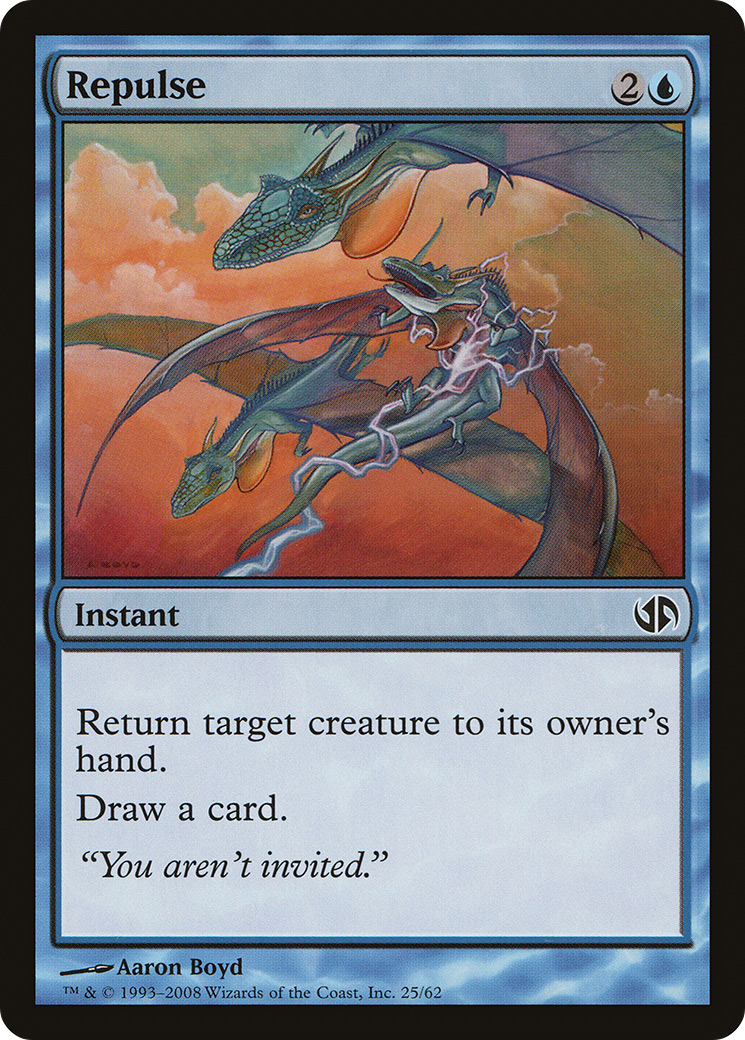 Repulse
2
A. BOYD
Instant
Return target creature to its owner's
hand.
Draw a card.
"You aren't invited."
Aaron Boyd
™ & © 1993–2008 Wizards of the Coast, Inc. 25/62